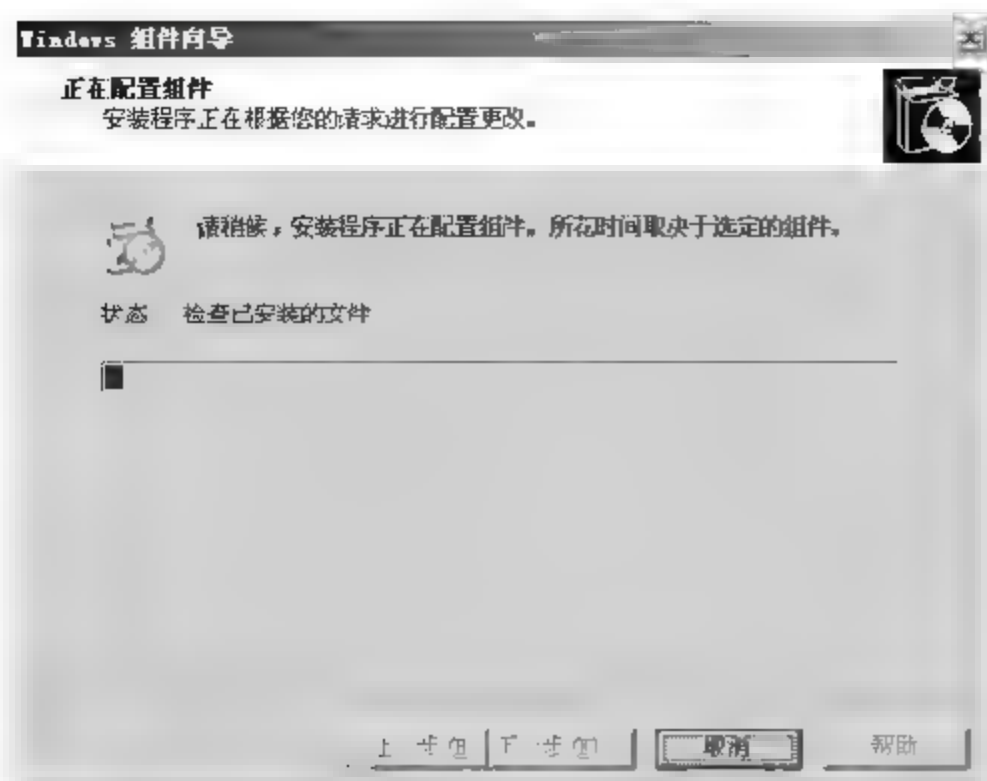 Windows 组件向导
正在配置组件
安装程序正在根据您的请求进行配置更改。
请稍候，安装程序正在配置组件。所花时间取决于选定的组件。
状态 检查已安装的文件
上一步(B) 下一步(N) 取消 帮助